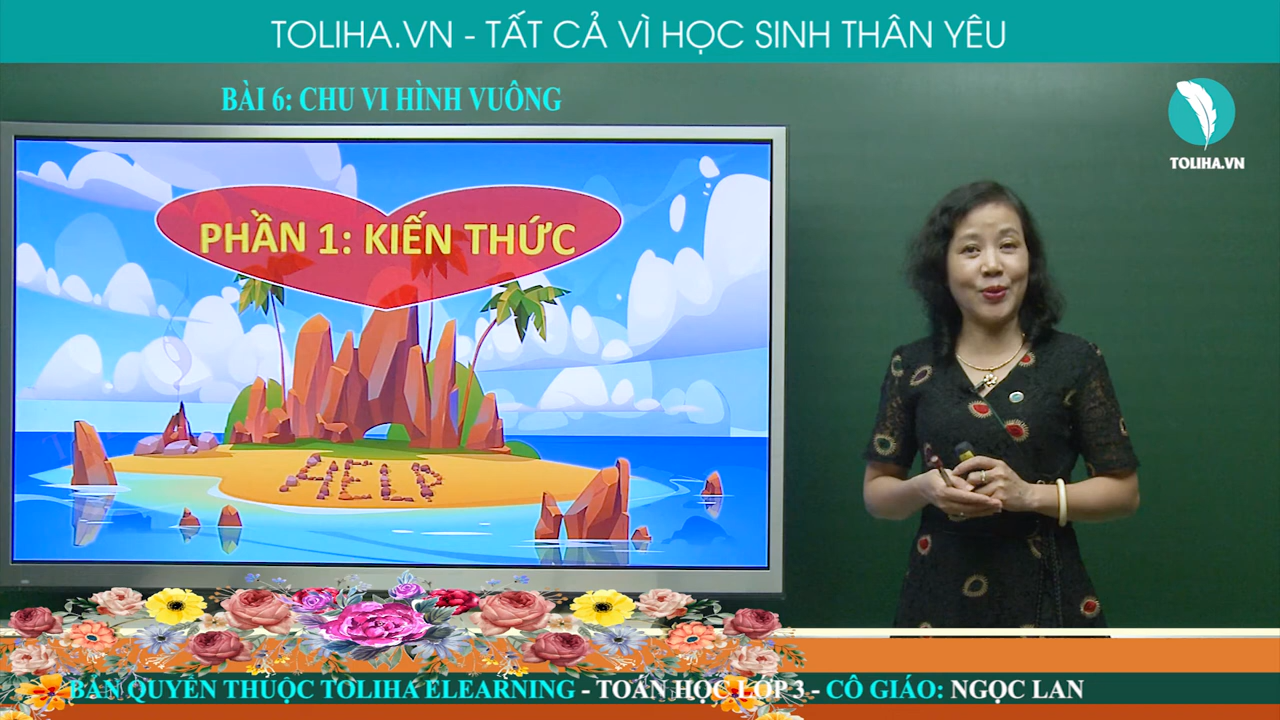 TOLIHA.VN - TẤT CẢ VÌ HỌC SINH THÂN YÊU
BÀI 6: CHU VI HÌNH VUÔNG
TOLIHA.VN
PHẦN 1: KIẾN THỨC
HELP
BẢN QUYỀN THUỘC TOLIHA ELEARNING - TOÁN HỌC LỚP 3 - CÔ GIÁO: NGỌC LAN